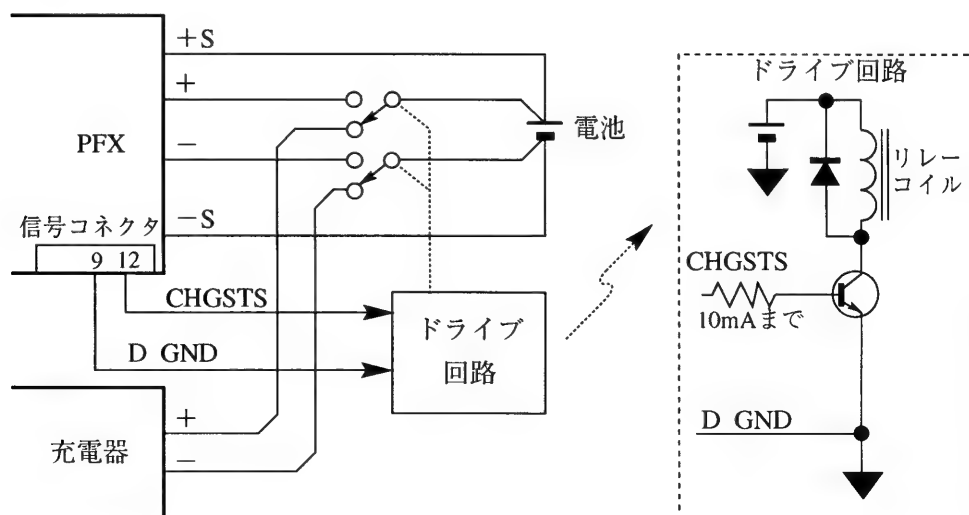 +S
+
PFX
−
−S
信号コネクタ
9 12
CHGSTS
D GND
電池
ドライブ
回路
+
充電器
−
ドライブ回路
リレー
コイル
CHGSTS
10mAまで
D GND